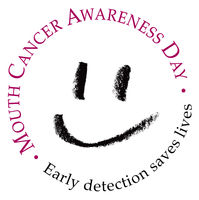 • Mouth Cancer Awareness Day •
Early detection saves lives